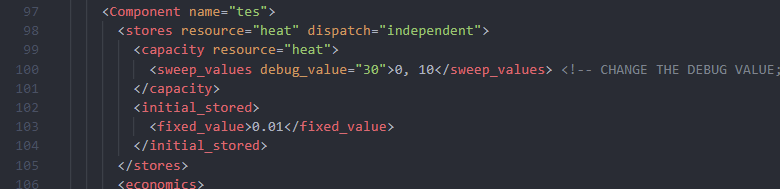 97 <Component name="tes">
98 <stores resource="heat" dispatch="independent">
99 <capacity resource="heat">
100 <sweep_values debug_value="30">0, 10</sweep_values> <!-- CHANGE THE DEBUG VALUE;
101 </capacity>
102 <initial_stored>
103 <fixed_value>0.01</fixed_value>
104 </initial_stored>
105 </stores>
106 <economics>